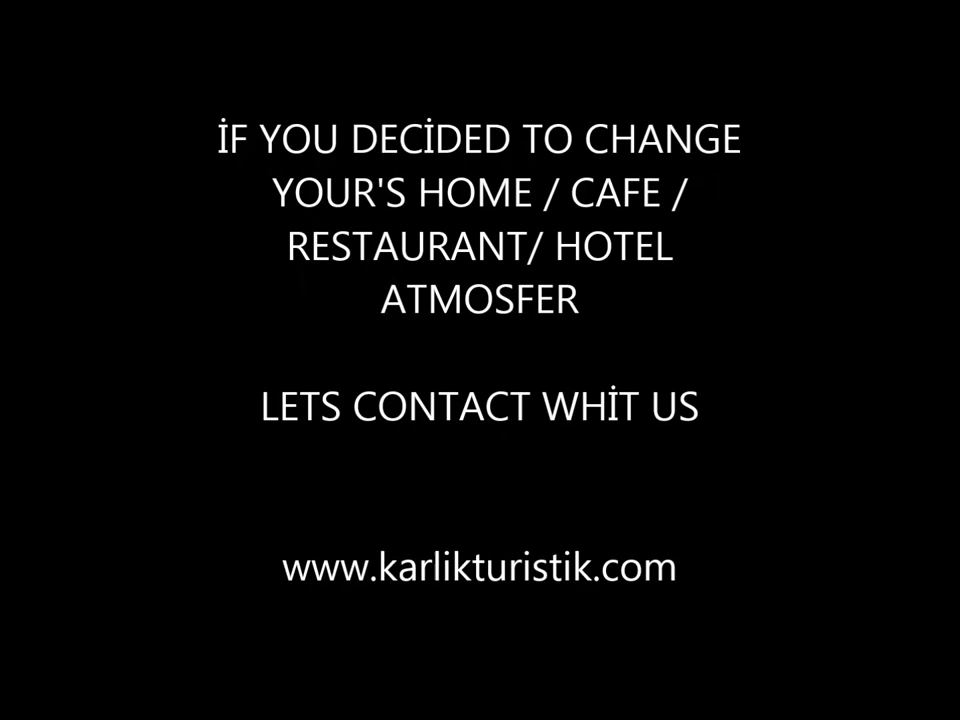 İF YOU DECİDED TO CHANGE
YOUR'S HOME / CAFE /
RESTAURANT/ HOTEL
ATMOSFER
LETS CONTACT WHİT US
www.karlikturistik.com